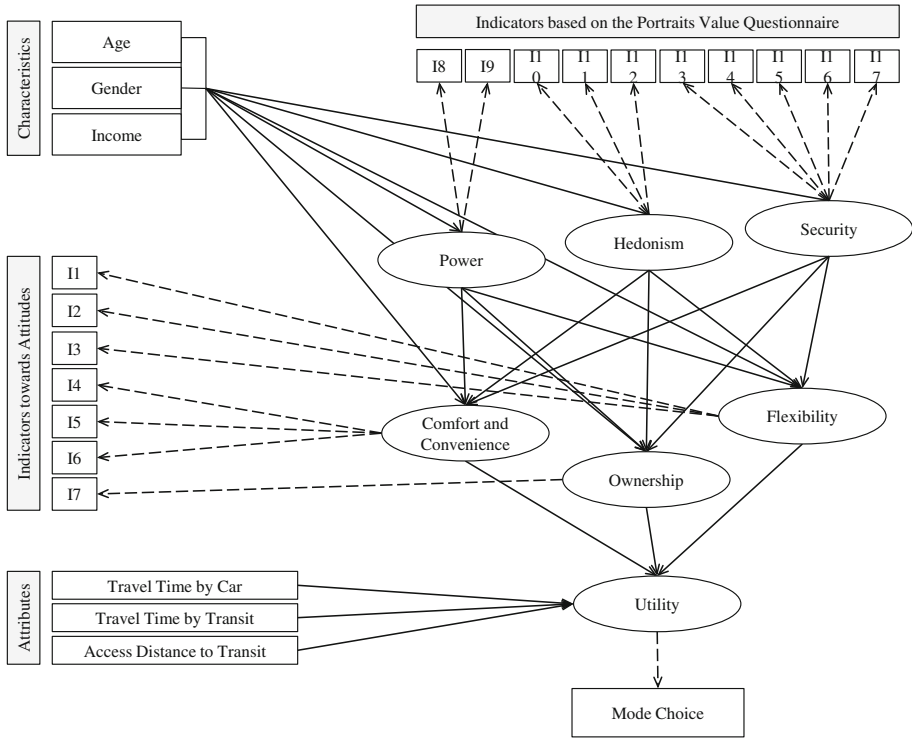 Indicators based on the Portraits Value Questionnaire
Characteristics
Age
Gender
Income
I8
I9
I1
0
I1
1
I1
2
I1
3
I1
4
I1
5
I1
6
I1
7
Power
Hedonism
Security
Indicators towards Attitudes
I1
I2
I3
I4
I5
I6
I7
Comfort and
Convenience
Flexibility
Ownership
Attributes
Travel Time by Car
Travel Time by Transit
Access Distance to Transit
Utility
Mode Choice